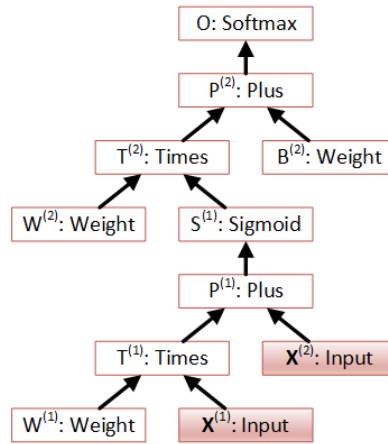 O: Softmax
P(2): Plus
T(2): Times
B(2): Weight
W(2): Weight
S(1): Sigmoid
P(1): Plus
T(1): Times
X(2): Input
W(1): Weight
X(1): Input